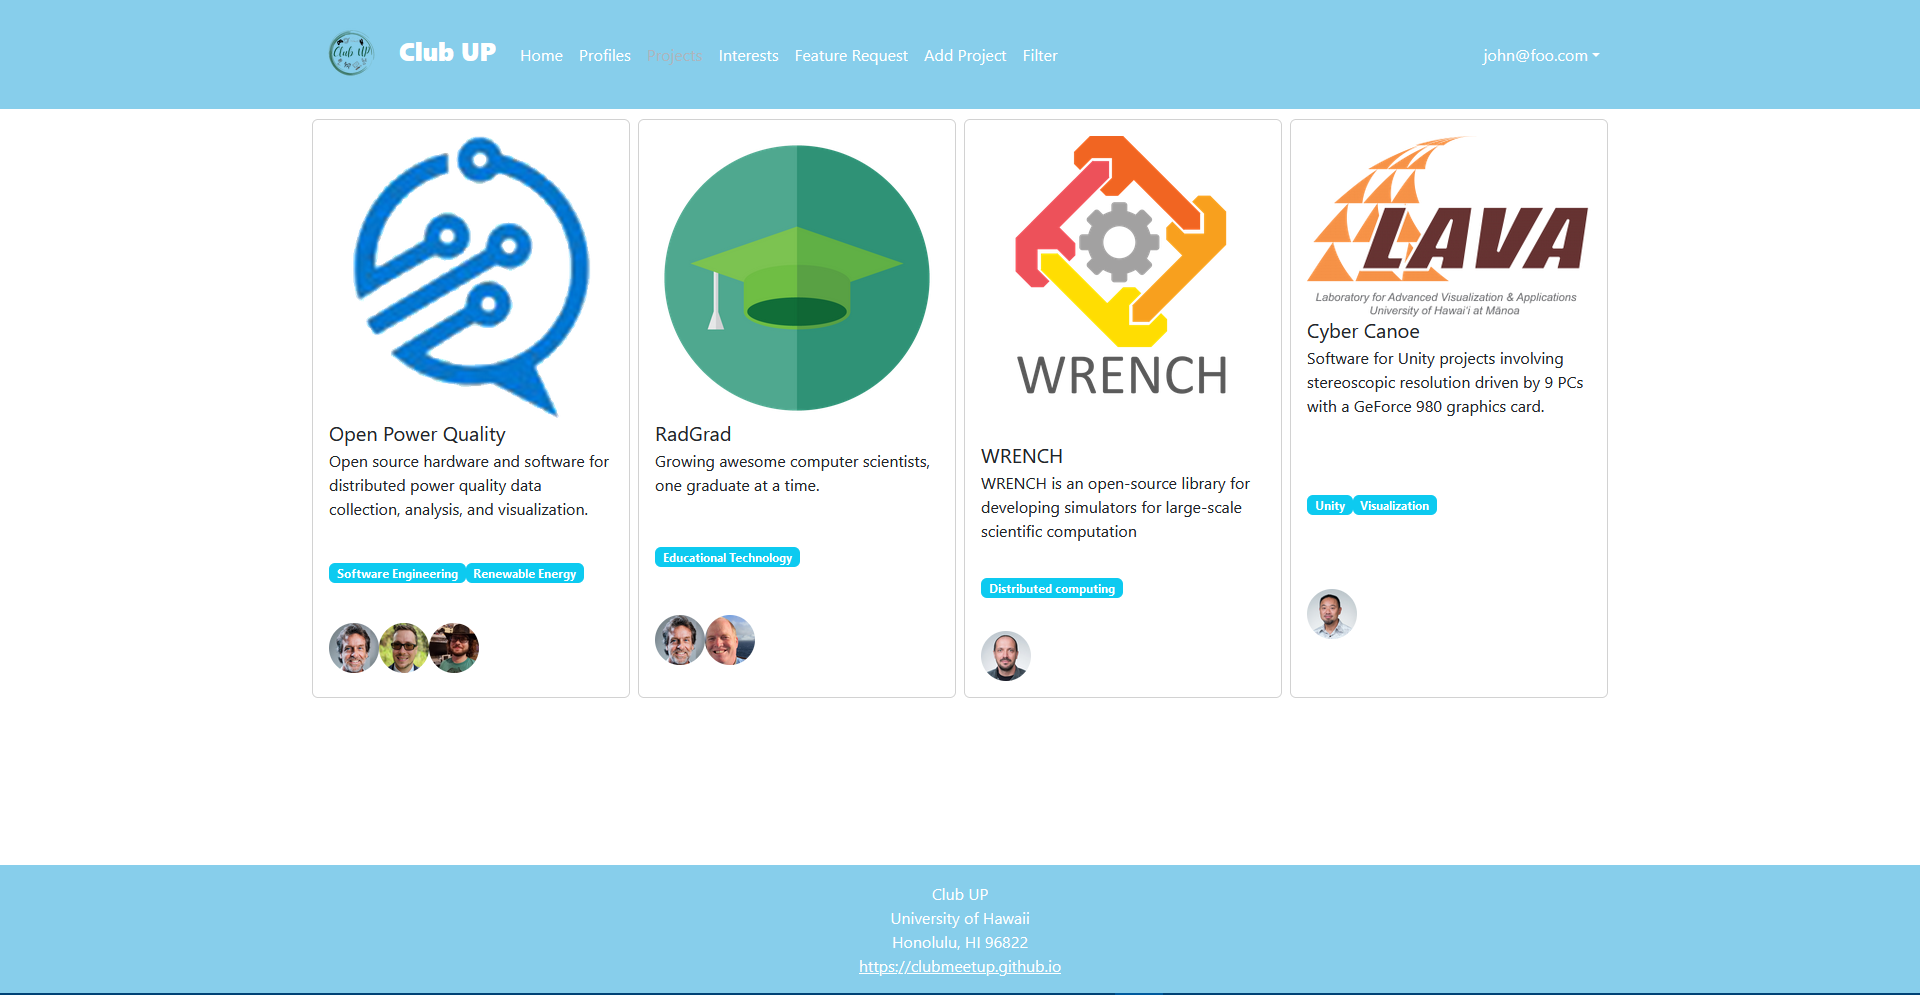 Club UP
Club UP
Home
Profiles
Projects
Interests
Feature Request
Add Project
Filter
john@foo.com
Open Power Quality
Open source hardware and software for
distributed power quality data
collection, analysis, and visualization.
Software Engineering
Renewable Energy
RadGrad
Growing awesome computer scientists,
one graduate at a time.
Educational Technology
WRENCH
WRENCH
WRENCH is an open-source library for
developing simulators for large-scale
scientific computation
Distributed computing
LAVA
Laboratory for Advanced Visualization & Applications
University of Hawai'i at Mānoa
Cyber Canoe
Software for Unity projects involving
stereoscopic resolution driven by 9 PCs
with a GeForce 980 graphics card.
Unity
Visualization
Club UP
University of Hawaii
Honolulu, HI 96822
https://clubmeetup.github.io